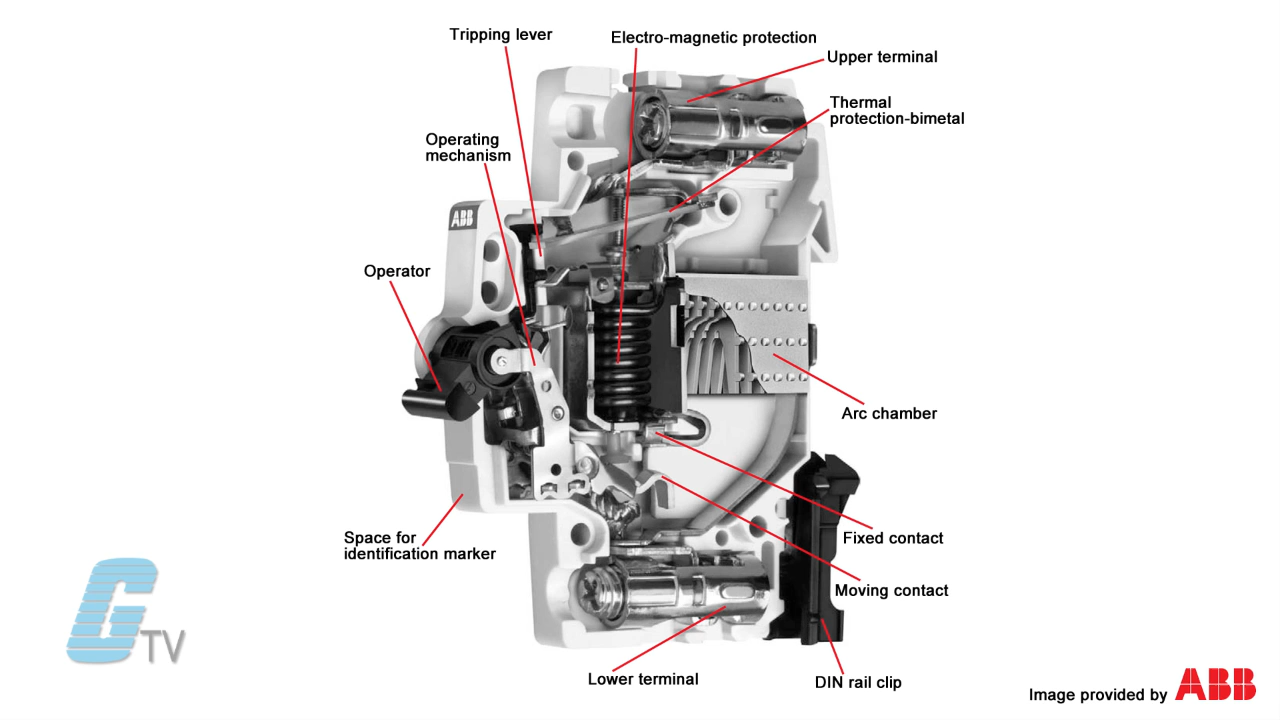 Tripping lever
Electro-magnetic protection
Upper terminal
Thermal
protection-bimetal
Operating
mechanism
ABB
Operator
Arc chamber
Space for
identification marker
Fixed contact
Moving contact
GTV
Lower terminal
DIN rail clip
Image provided by ABB